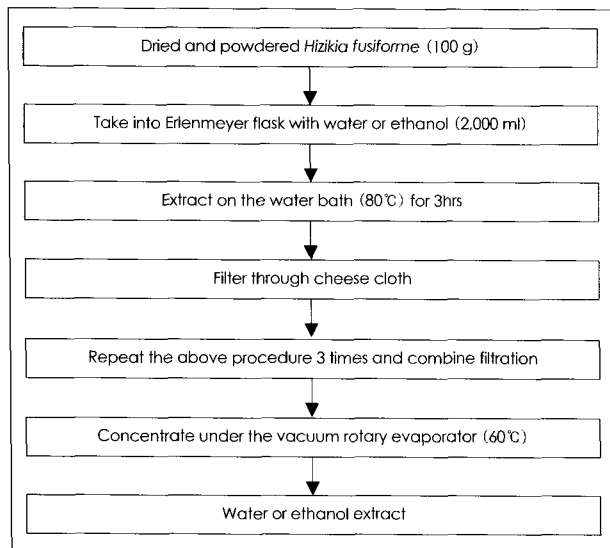 Dried and powdered Hizikia fusiforme (100 g)
Take into Erlenmeyer flask with water or ethanol (2,000 ml)
Extract on the water bath (80℃) for 3hrs
Filter through cheese cloth
Repeat the above procedure 3 times and combine filtration
Concentrate under the vacuum rotary evaporator (60℃)
Water or ethanol extract